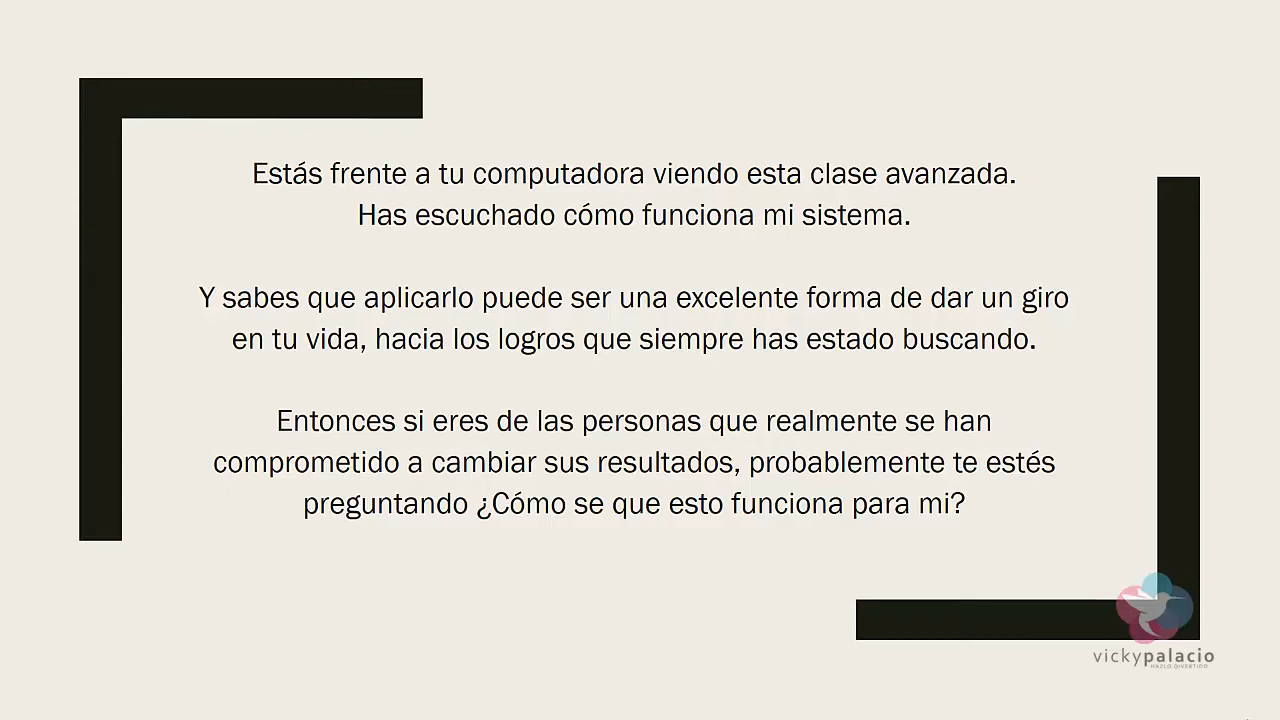 Estás frente a tu computadora viendo esta clase avanzada.
Has escuchado cómo funciona mi sistema.
Y sabes que aplicarlo puede ser una excelente forma de dar un giro
en tu vida, hacia los logros que siempre has estado buscando.
Entonces si eres de las personas que realmente se han
comprometido a cambiar sus resultados, probablemente te estés
preguntando ¿Cómo se que esto funciona para mi?
vickypalacio
HAZLO DIVERTIDO